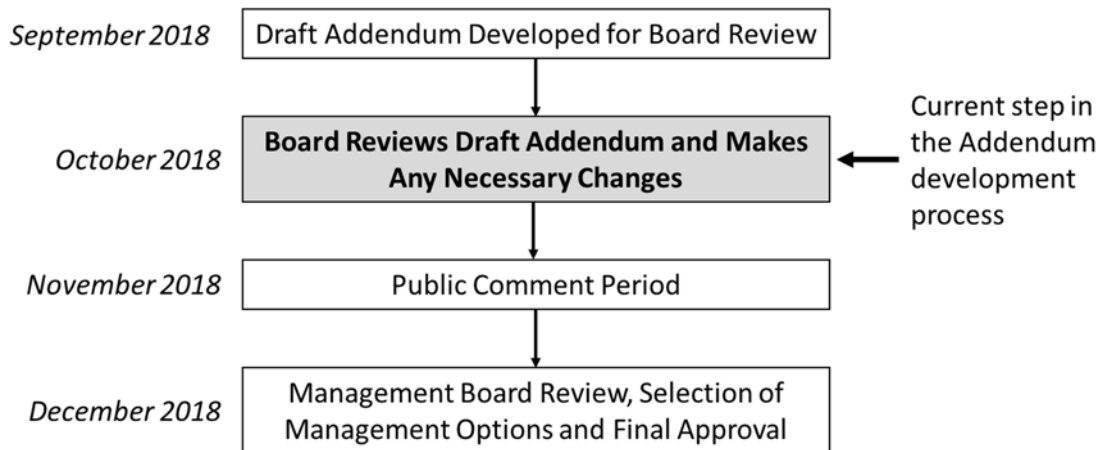 September 2018
Draft Addendum Developed for Board Review
October 2018
Board Reviews Draft Addendum and Makes
Any Necessary Changes
Current step in
the Addendum
development
process
November 2018
Public Comment Period
December 2018
Management Board Review, Selection of
Management Options and Final Approval